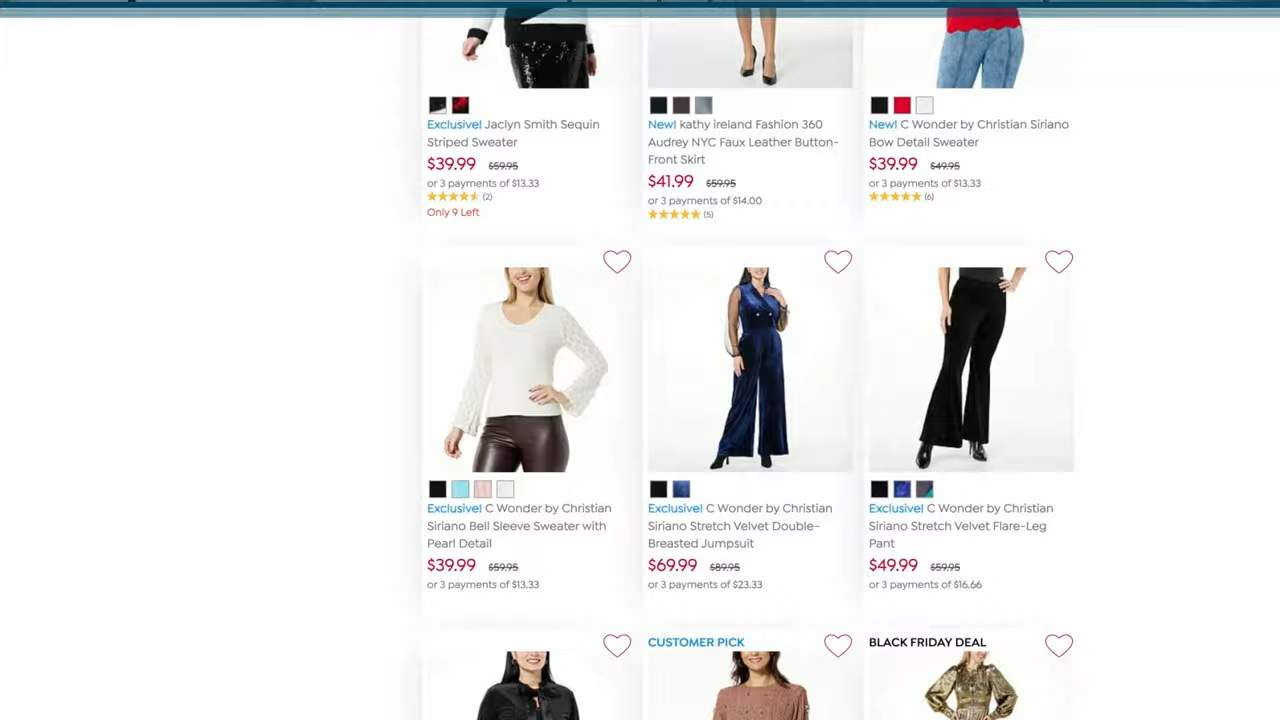 Exclusive! Jaclyn Smith Sequin
Striped Sweater
$39.99 $59.95
or 3 payments of $13.33
(2)
Only 9 Left
New! kathy ireland Fashion 360
Audrey NYC Faux Leather Button-
Front Skirt
$41.99 $59.95
or 3 payments of $14.00
(5)
New! C Wonder by Christian Siriano
Bow Detail Sweater
$39.99 $49.95
or 3 payments of $13.33
(6)
Exclusive! C Wonder by Christian
Siriano Bell Sleeve Sweater with
Pearl Detail
$39.99 $59.95
or 3 payments of $13.33
Exclusive! C Wonder by Christian
Siriano Stretch Velvet Double-
Breasted Jumpsuit
$69.99 $89.95
or 3 payments of $23.33
Exclusive! C Wonder by Christian
Siriano Stretch Velvet Flare-Leg
Pant
$49.99 $59.95
or 3 payments of $16.66
CUSTOMER PICK
BLACK FRIDAY DEAL